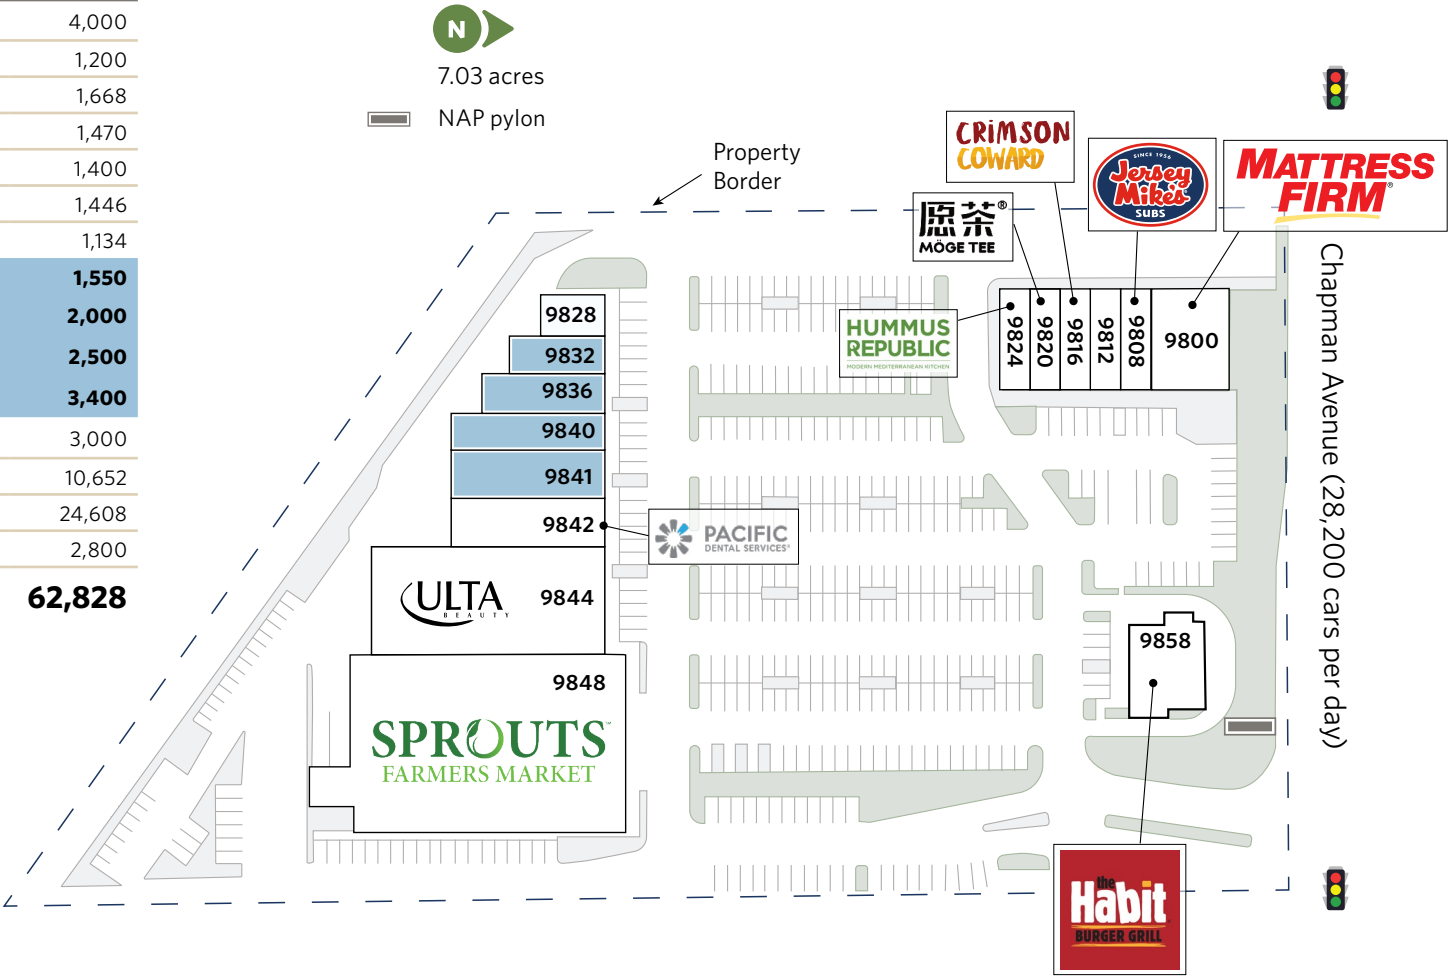 4,000
1,200
1,668
1,470
1,400
1,446
1,134
1,550
2,000
2,500
3,400
3,000
10,652
24,608
2,800
62,828
N
7.03 acres
NAP pylon
Property
Border
CRiMSON
COWARD
SINCE 1956
Jersey
Mike's
SUBS
MATTRESS
FIRM®
愿茶®
MÖGE TEE
HUMMUS
REPUBLIC
MODERN MEDITERRANEAN KITCHEN
9824
9820
9816
9812
9808
9800
9828
9832
9836
9840
9841
9842
PACIFIC
DENTAL SERVICES®
ULTA
BEAUTY
9844
9848
SPROUTS™
FARMERS MARKET
9858
the
Habit
BURGER GRILL
Chapman Avenue (28,200 cars per day)